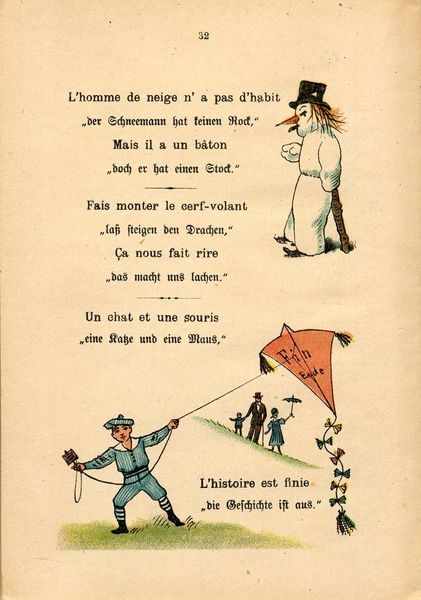 32
L'homme de neige n' a pas d'habit
„der Schneemann hat keinen Rock,“
Mais il a un bâton
„doch er hat einen Stock.“
Fais monter le cerf-volant
„laß steigen den Drachen,“
Ça nous fait rire
„das macht uns lachen.“
Un chat et une souris
„eine Katze und eine Maus,“
Fin
Ende
L'histoire est finie
„die Geschichte ist aus.“